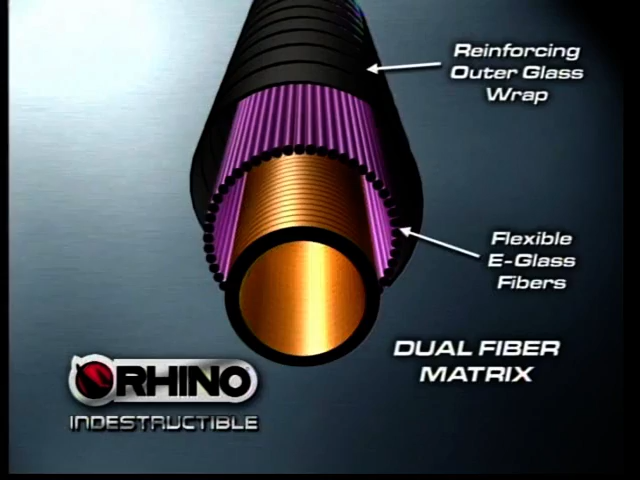 Reinforcing
Outer Glass
Wrap
Flexible
E-Glass
Fibers
DUAL FIBER
MATRIX
RHINO
INDESTRUCTIBLE